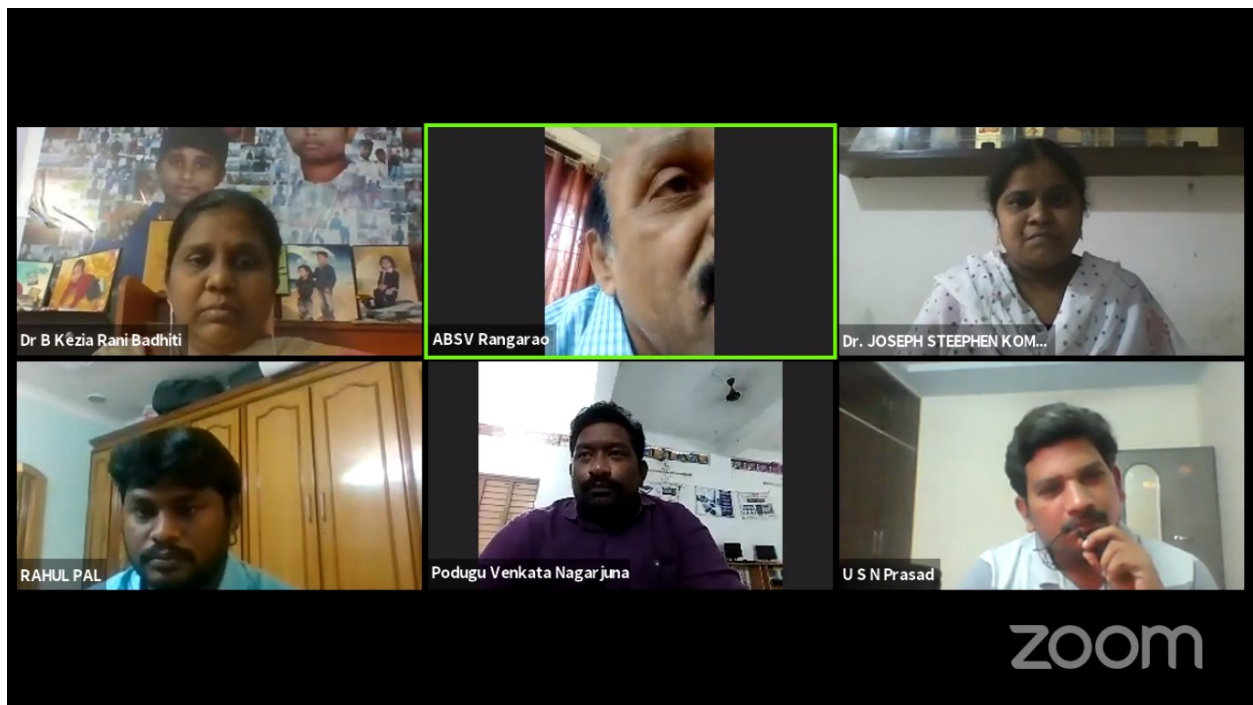 Dr B Kezia Rani Badhiti
ABSV Rangarao
Dr. JOSEPH STEEPHEN KOM...
RAHUL PAL
Podugu Venkata Nagarjuna
U S N Prasad
zoom